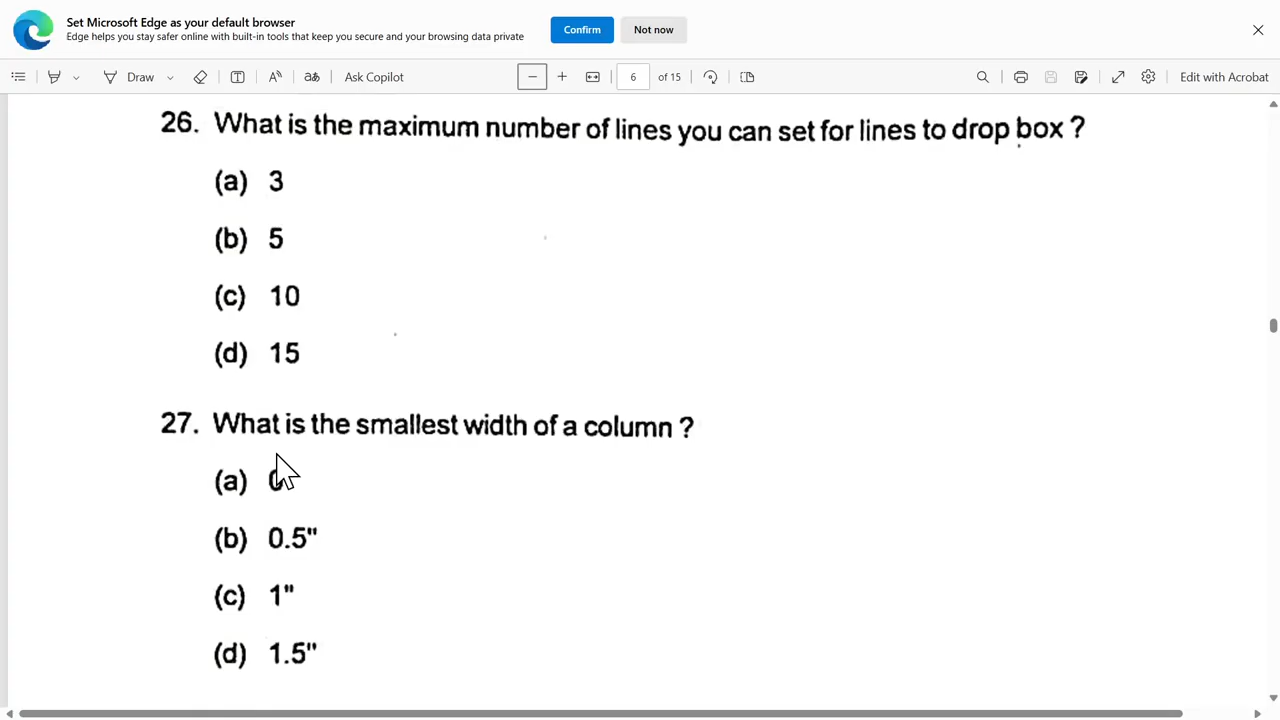 Set Microsoft Edge as your default browser
Edge helps you stay safer online with built-in tools that keep you secure and your browsing data private
Confirm
Not now
Draw
Ask Copilot
6
of 15
Edit with Acrobat
26. What is the maximum number of lines you can set for lines to drop box ?
(a) 3
(b) 5
(c) 10
(d) 15
27. What is the smallest width of a column ?
(a)
(b) 0.5"
(c) 1"
(d) 1.5"